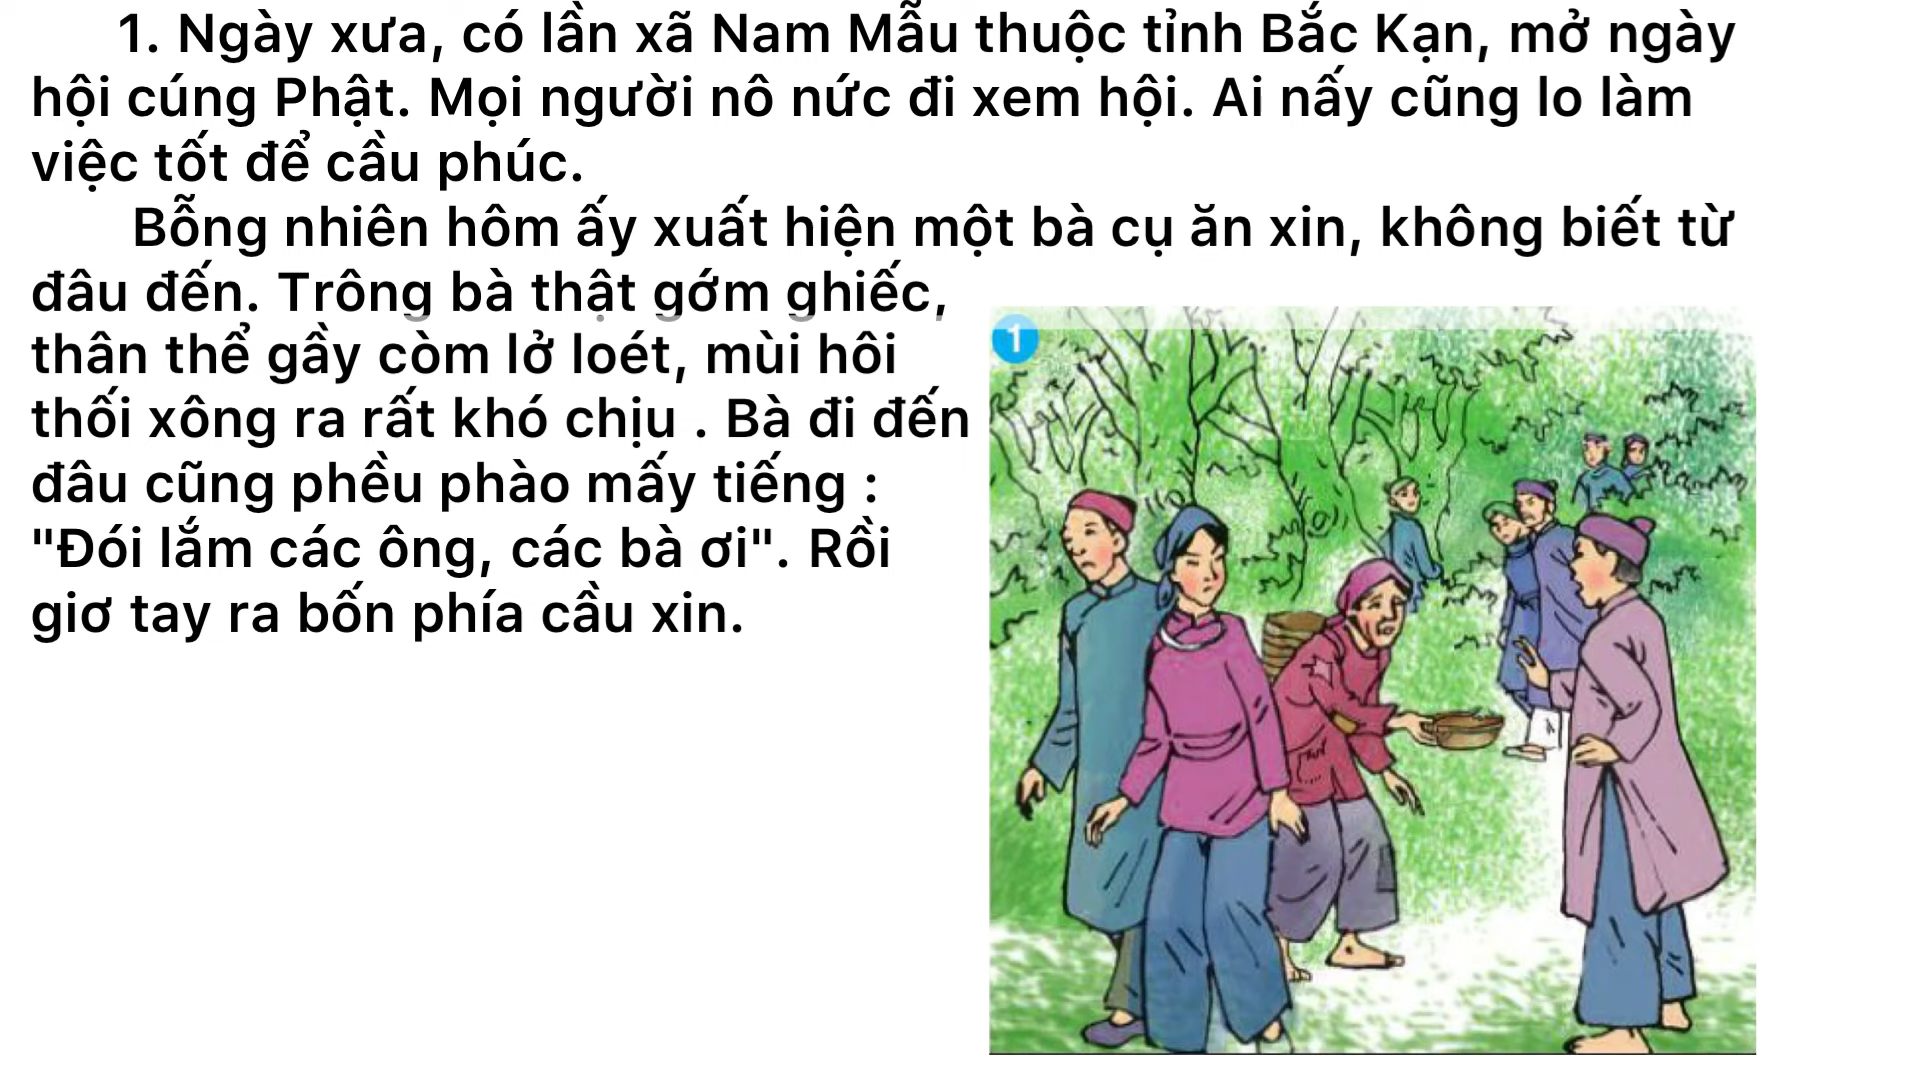 1. Ngày xưa, có lần xã Nam Mẫu thuộc tỉnh Bắc Kạn, mở ngày
hội cúng Phật. Mọi người nô nức đi xem hội. Ai nấy cũng lo làm
việc tốt để cầu phúc.
Bỗng nhiên hôm ấy xuất hiện một bà cụ ăn xin, không biết từ
đâu đến. Trông bà thật gớm ghiếc,
thân thể gầy còm lở loét, mùi hôi
thối xông ra rất khó chịu . Bà đi đến
đâu cũng phều phào mấy tiếng :
"Đói lắm các ông, các bà ơi". Rồi
giơ tay ra bốn phía cầu xin.
1